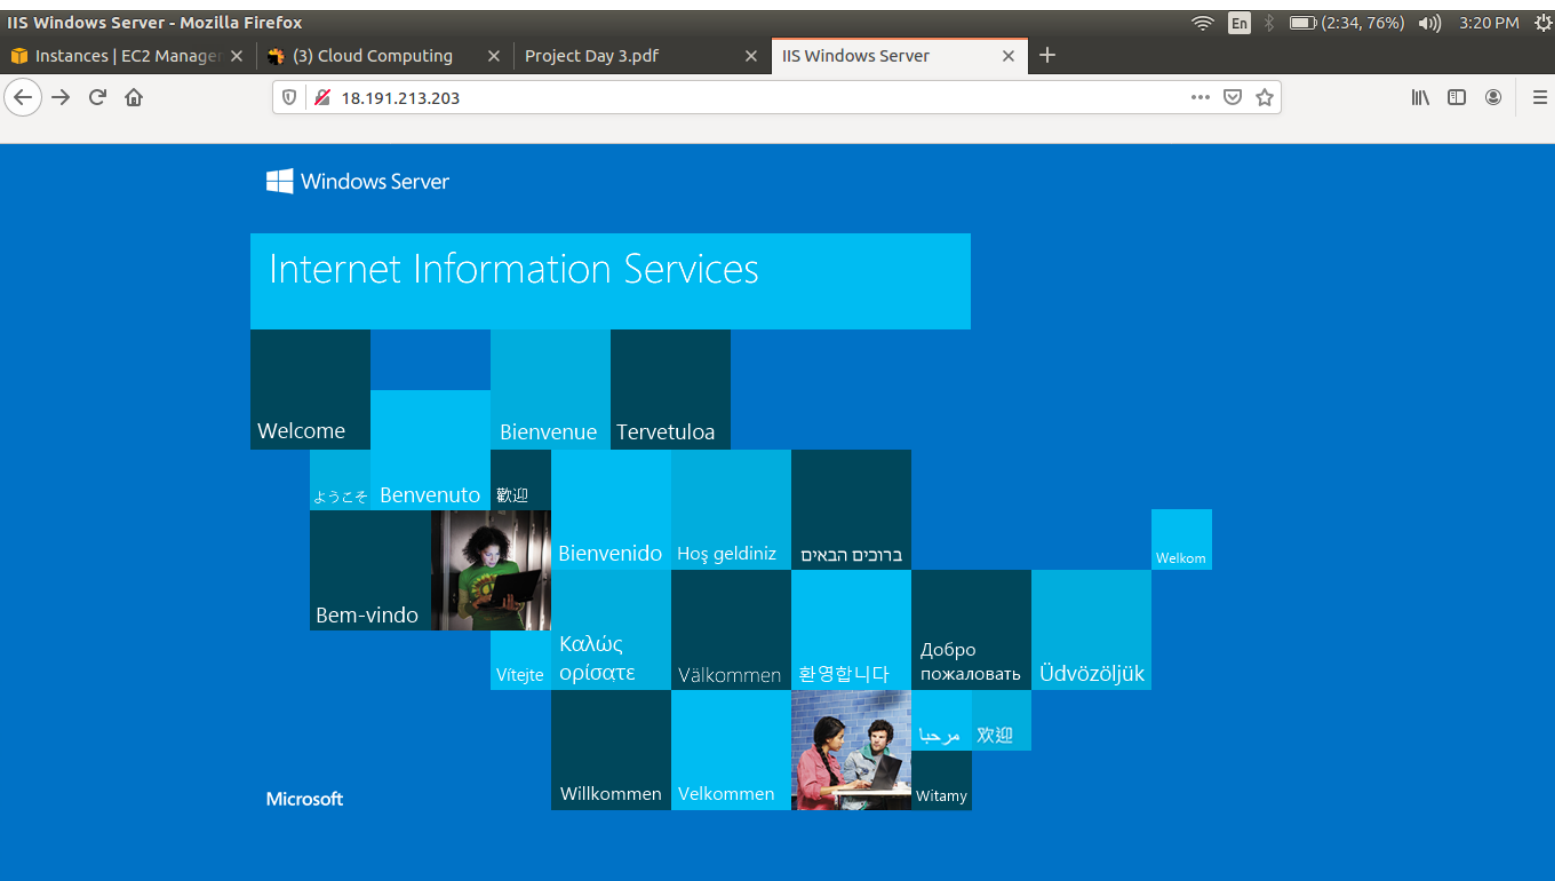 IIS Windows Server - Mozilla Firefox
En (2:34, 76%) 3:20 PM
Instances | EC2 Manager
(3) Cloud Computing
Project Day 3.pdf
IIS Windows Server
18.191.213.203
Windows Server
Internet Information Services
Welcome
Bienvenue
Tervetuloa
ようこそ
Benvenuto
歡迎
Bienvenido
Hoş geldiniz
ברוכים הבאים
Welkom
Bem-vindo
Vítejte
Καλώς
ορίσατε
Välkommen
환영합니다
Добро
пожаловать
Üdvözöljük
مرحبا
欢迎
Willkommen
Velkommen
Witamy
Microsoft